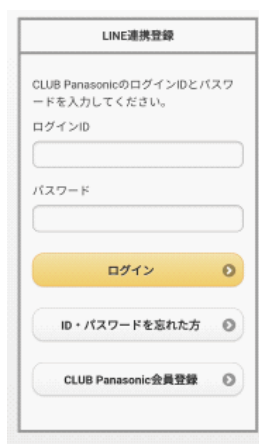 LINE連携登録
CLUB PanasonicのログインIDとパスワ
ードを入力してください。
ログインID
パスワード
ログイン
ID・パスワードを忘れた方
CLUB Panasonic会員登録